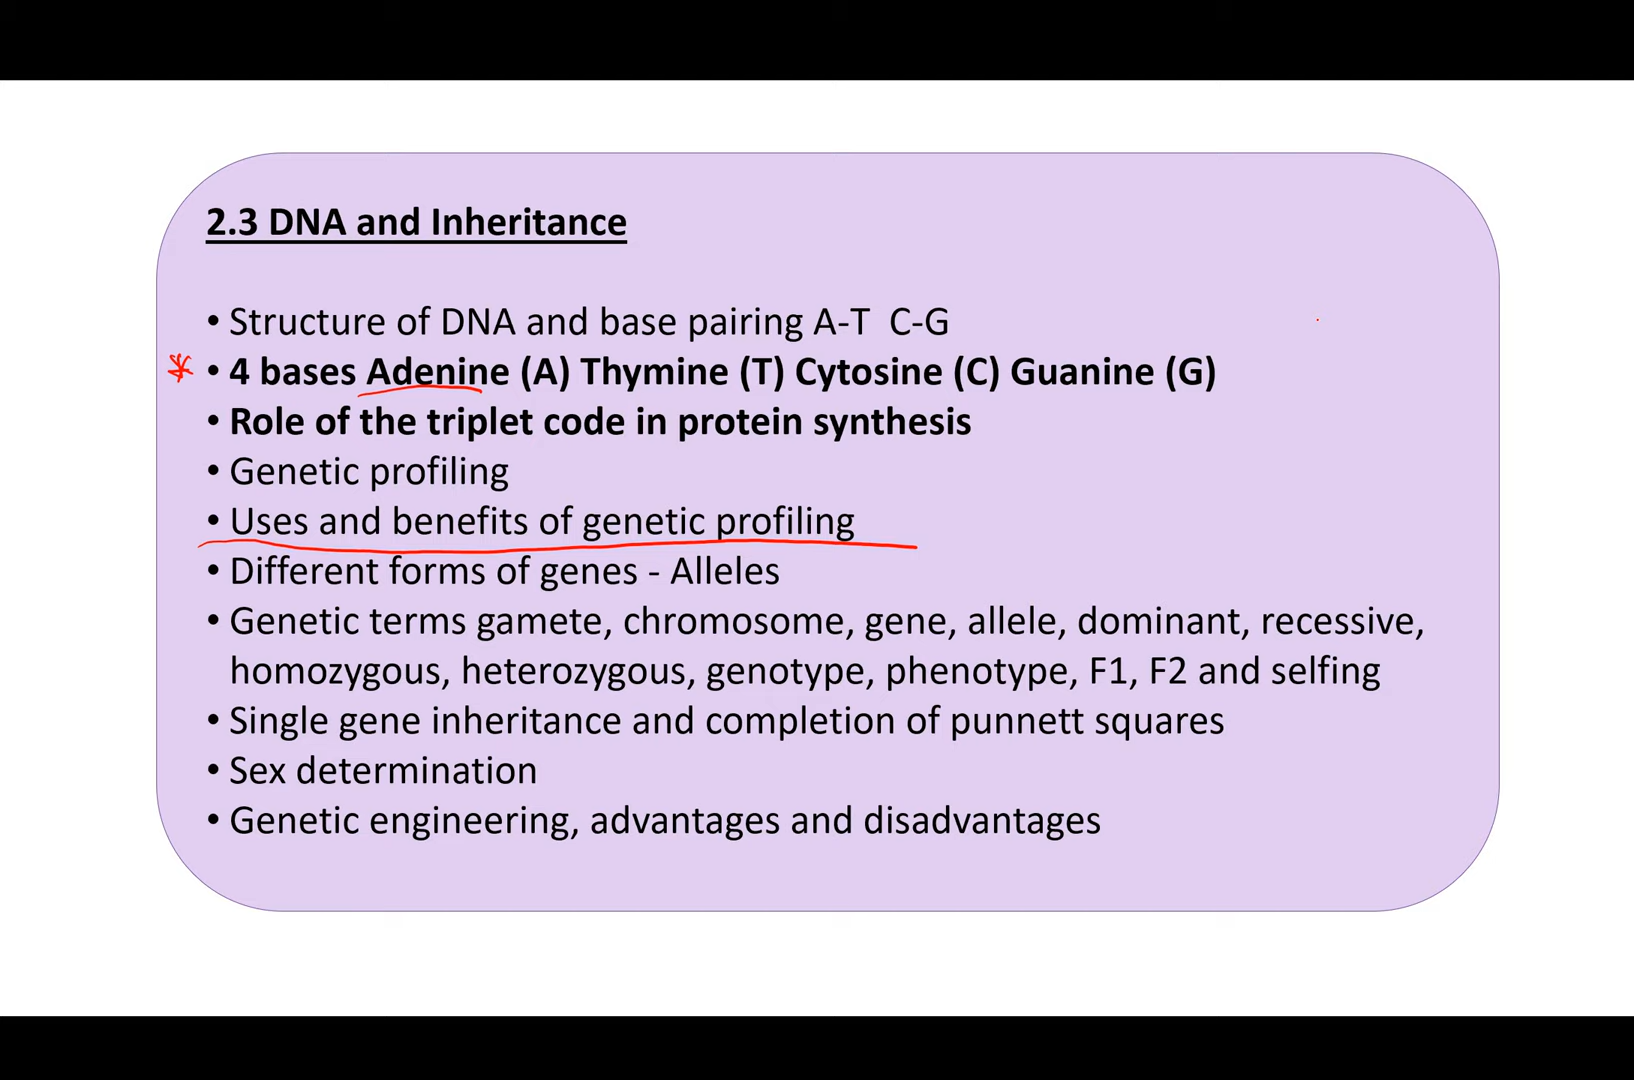 2.3 DNA and Inheritance
• Structure of DNA and base pairing A-T  C-G
* • 4 bases Adenine (A) Thymine (T) Cytosine (C) Guanine (G)
• Role of the triplet code in protein synthesis
• Genetic profiling
• Uses and benefits of genetic profiling
• Different forms of genes - Alleles
• Genetic terms gamete, chromosome, gene, allele, dominant, recessive,
homozygous, heterozygous, genotype, phenotype, F1, F2 and selfing
• Single gene inheritance and completion of punnett squares
• Sex determination
• Genetic engineering, advantages and disadvantages